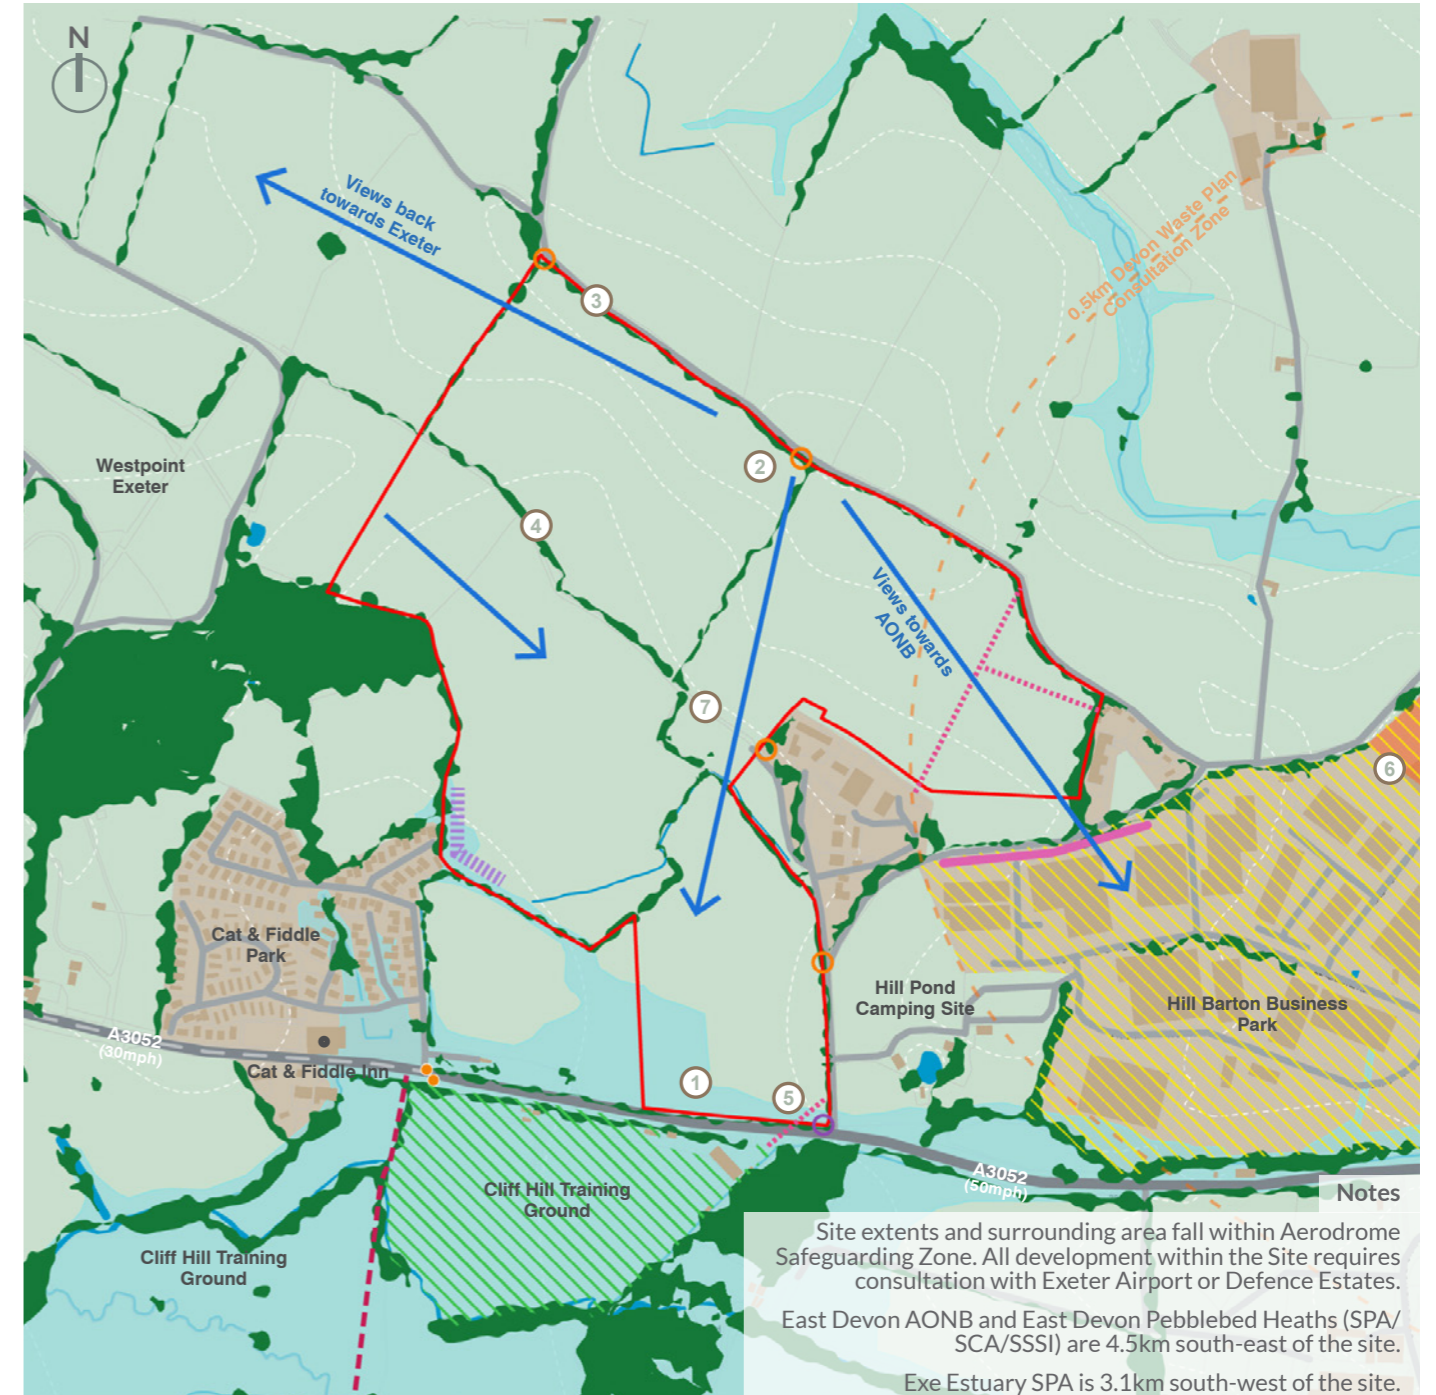 N
Views back
towards Exeter
0.5km Devon Waste Plan
Consultation Zone
3
2
Westpoint
Exeter
4
Views towards
AONB
7
6
Cat & Fiddle
Park
Hill Pond
Camping Site
Hill Barton Business
Park
A3052
(30mph)
Cat & Fiddle Inn
1
5
A3052
(50mph)
Cliff Hill Training
Ground
Cliff Hill Training
Ground
Notes
Site extents and surrounding area fall within Aerodrome
Safeguarding Zone. All development within the Site requires
consultation with Exeter Airport or Defence Estates.
East Devon AONB and East Devon Pebblebed Heaths (SPA/
SCA/SSSI) are 4.5km south-east of the site.
Exe Estuary SPA is 3.1km south-west of the site.